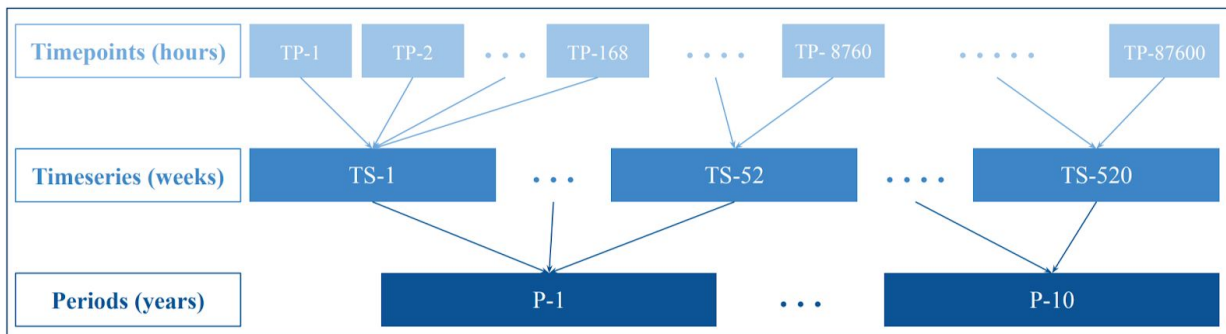 Timepoints (hours) TP-1 TP-2 • • • TP-168 • • • • TP- 8760 • • • • • TP-87600
Timeseries (weeks) TS-1 • • • TS-52 • • • • TS-520
Periods (years) P-1 • • • P-10